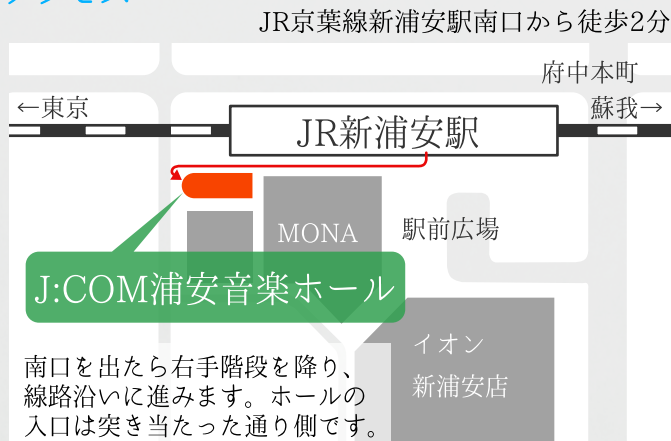 アクセス
JR京葉線新浦安駅南口から徒歩2分
府中本町
←東京
蘇我→
JR新浦安駅
MONA
駅前広場
J:COM浦安音楽ホール
イオン
新浦安店
南口を出たら右手階段を降り、
線路沿いに進みます。ホールの
入口は突き当たった通り側です。